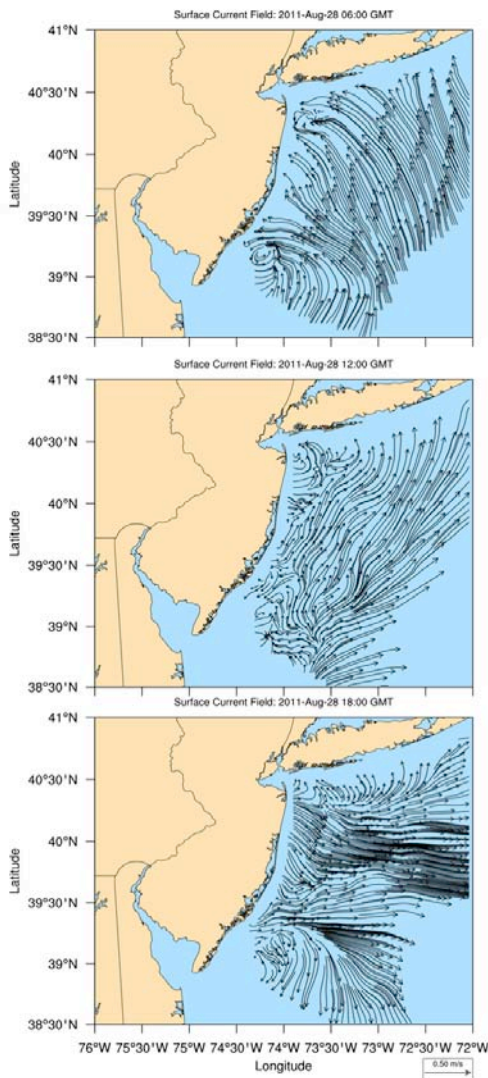 Surface Current Field: 2011-Aug-28 06:00 GMT
41°N
40°30'N
40°N
39°30'N
39°N
38°30'N
Latitude
Surface Current Field: 2011-Aug-28 12:00 GMT
41°N
40°30'N
40°N
39°30'N
39°N
38°30'N
Latitude
Surface Current Field: 2011-Aug-28 18:00 GMT
41°N
40°30'N
40°N
39°30'N
39°N
38°30'N
Latitude
76°W 75°30'W 75°W 74°30'W 74°W 73°30'W 73°W 72°30'W 72°W
Longitude
0.50 m/s